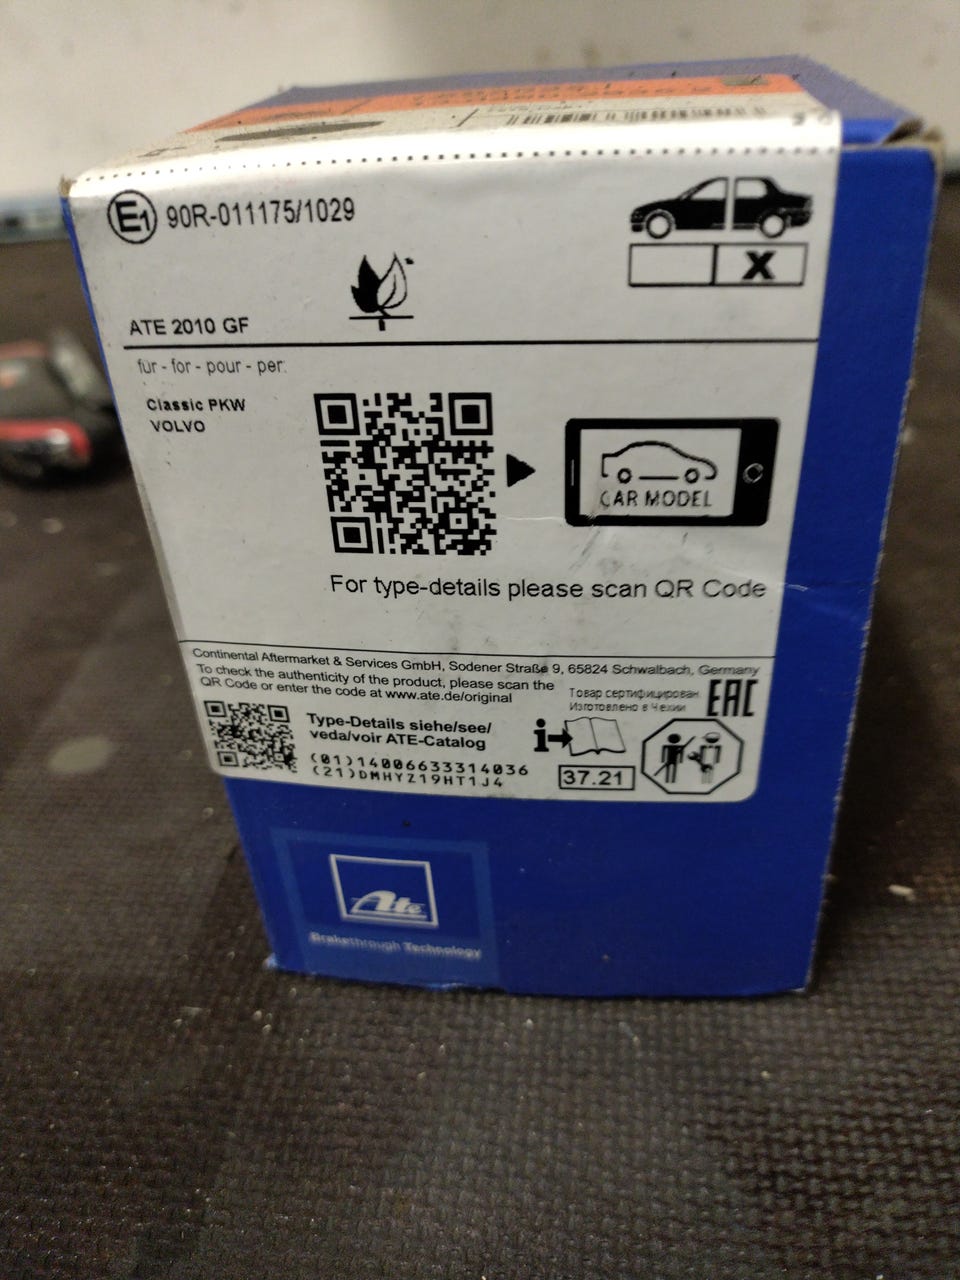 E1 90R-011175/1029
X
ATE 2010 GF
für - for - pour - per:
Classic PKW
VOLVO
CAR MODEL
For type-details please scan QR Code
Continental Aftermarket & Services GmbH, Sodener Straße 9, 65824 Schwalbach, Germany
To check the authenticity of the product, please scan the
QR Code or enter the code at www.ate.de/original
Товар сертифицирован
Изготовлено в Чехии
EAC
Type-Details siehe/see/
veda/voir ATE-Catalog
i
(01)14006633314036
(21)DMHYZ19HT1J4
37.21
Ate
Brakethrough Technology